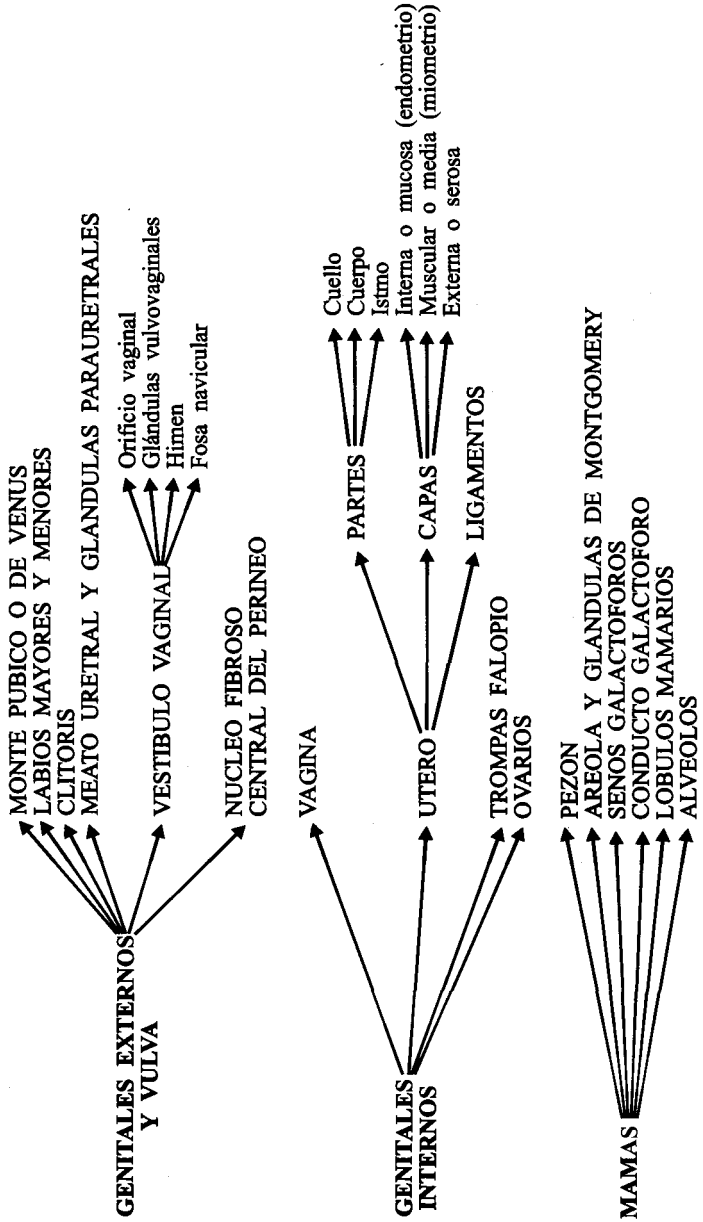 GENITALES EXTERNOS
Y VULVA
MONTE PUBICO O DE VENUS
LABIOS MAYORES Y MENORES
CLITORIS
MEATO URETRAL Y GLANDULAS PARAURETRALES
VESTIBULO VAGINAL
Orificio vaginal
Glándulas vulvovaginales
Himen
Fosa navicular
NUCLEO FIBROSO
CENTRAL DEL PERINEO
GENITALES
INTERNOS
VAGINA
UTERO
PARTES
Cuello
Cuerpo
Istmo
CAPAS
Interna o mucosa (endometrio)
Muscular o media (miometrio)
Externa o serosa
LIGAMENTOS
TROMPAS FALOPIO
OVARIOS
MAMAS
PEZON
AREOLA Y GLANDULAS DE MONTGOMERY
SENOS GALACTOFOROS
CONDUCTO GALACTOFORO
LOBULOS MAMARIOS
ALVEOLOS